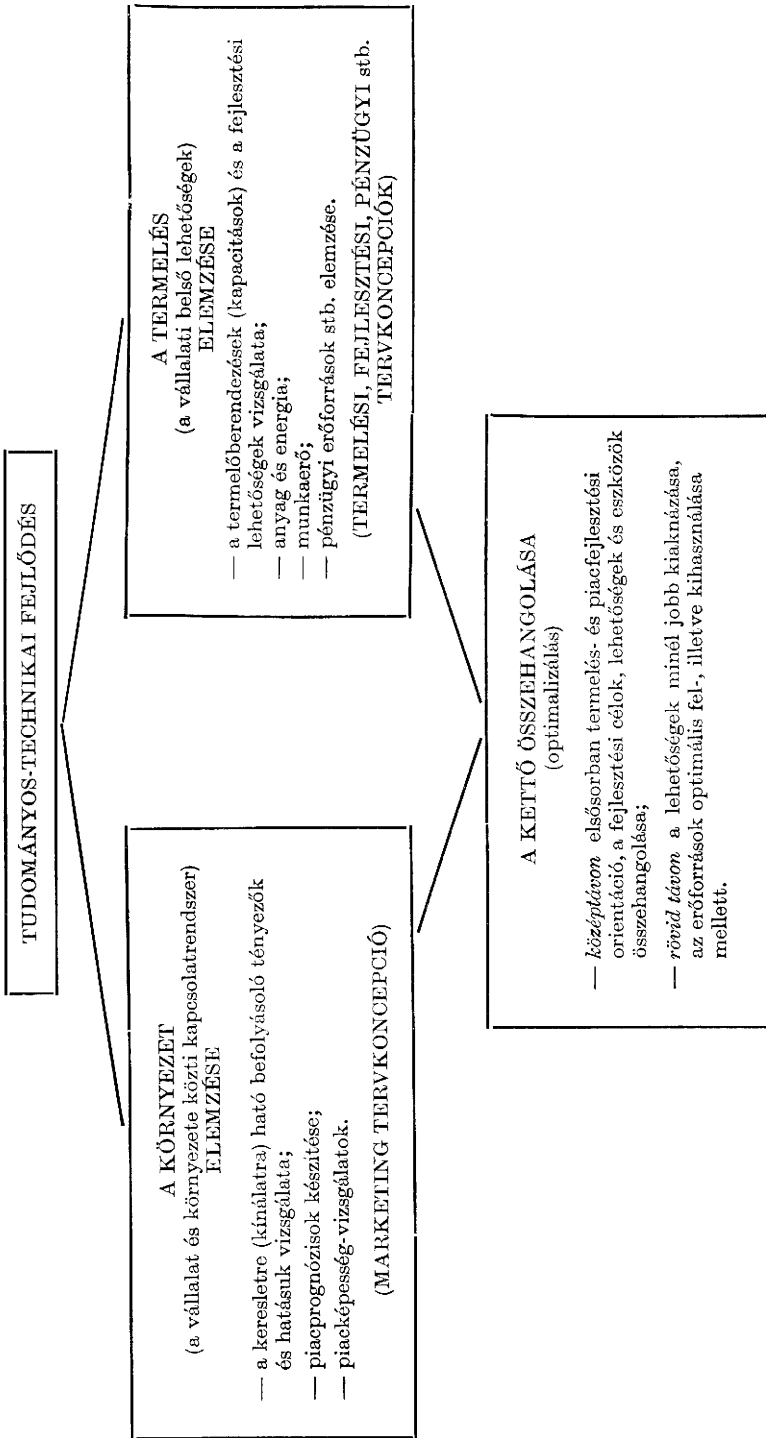 TUDOMÁNYOS-TECHNIKAI FEJLŐDÉS
A KÖRNYEZET
(a vállalat és környezete közti kapcsolatrendszer)
ELEMZÉSE
— a keresletre (kínálatra) ható befolyásoló tényezők
és hatásuk vizsgálata;
— piacprognózisok készítése;
— piacképesség-vizsgálatok.
(MARKETING TERVKONCEPCIÓ)
A TERMELÉS
(a vállalati belső lehetőségek)
ELEMZÉSE
— a termelőberendezések (kapacitások) és a fejlesztési
lehetőségek vizsgálata;
— anyag és energia;
— munkaerő;
— pénzügyi erőforrások stb. elemzése.
(TERMELÉSI, FEJLESZTÉSI, PÉNZÜGYI stb.
TERVKONCEPCIÓK)
A KETTŐ ÖSSZEHANGOLÁSA
(optimalizálás)
— középtávon elsősorban termelés- és piacfejlesztési
orientáció, a fejlesztési célok, lehetőségek és eszközök
összehangolása;
— rövid távon a lehetőségek minél jobb kiaknázása,
az erőforrások optimális fel-, illetve kihasználása
mellett.